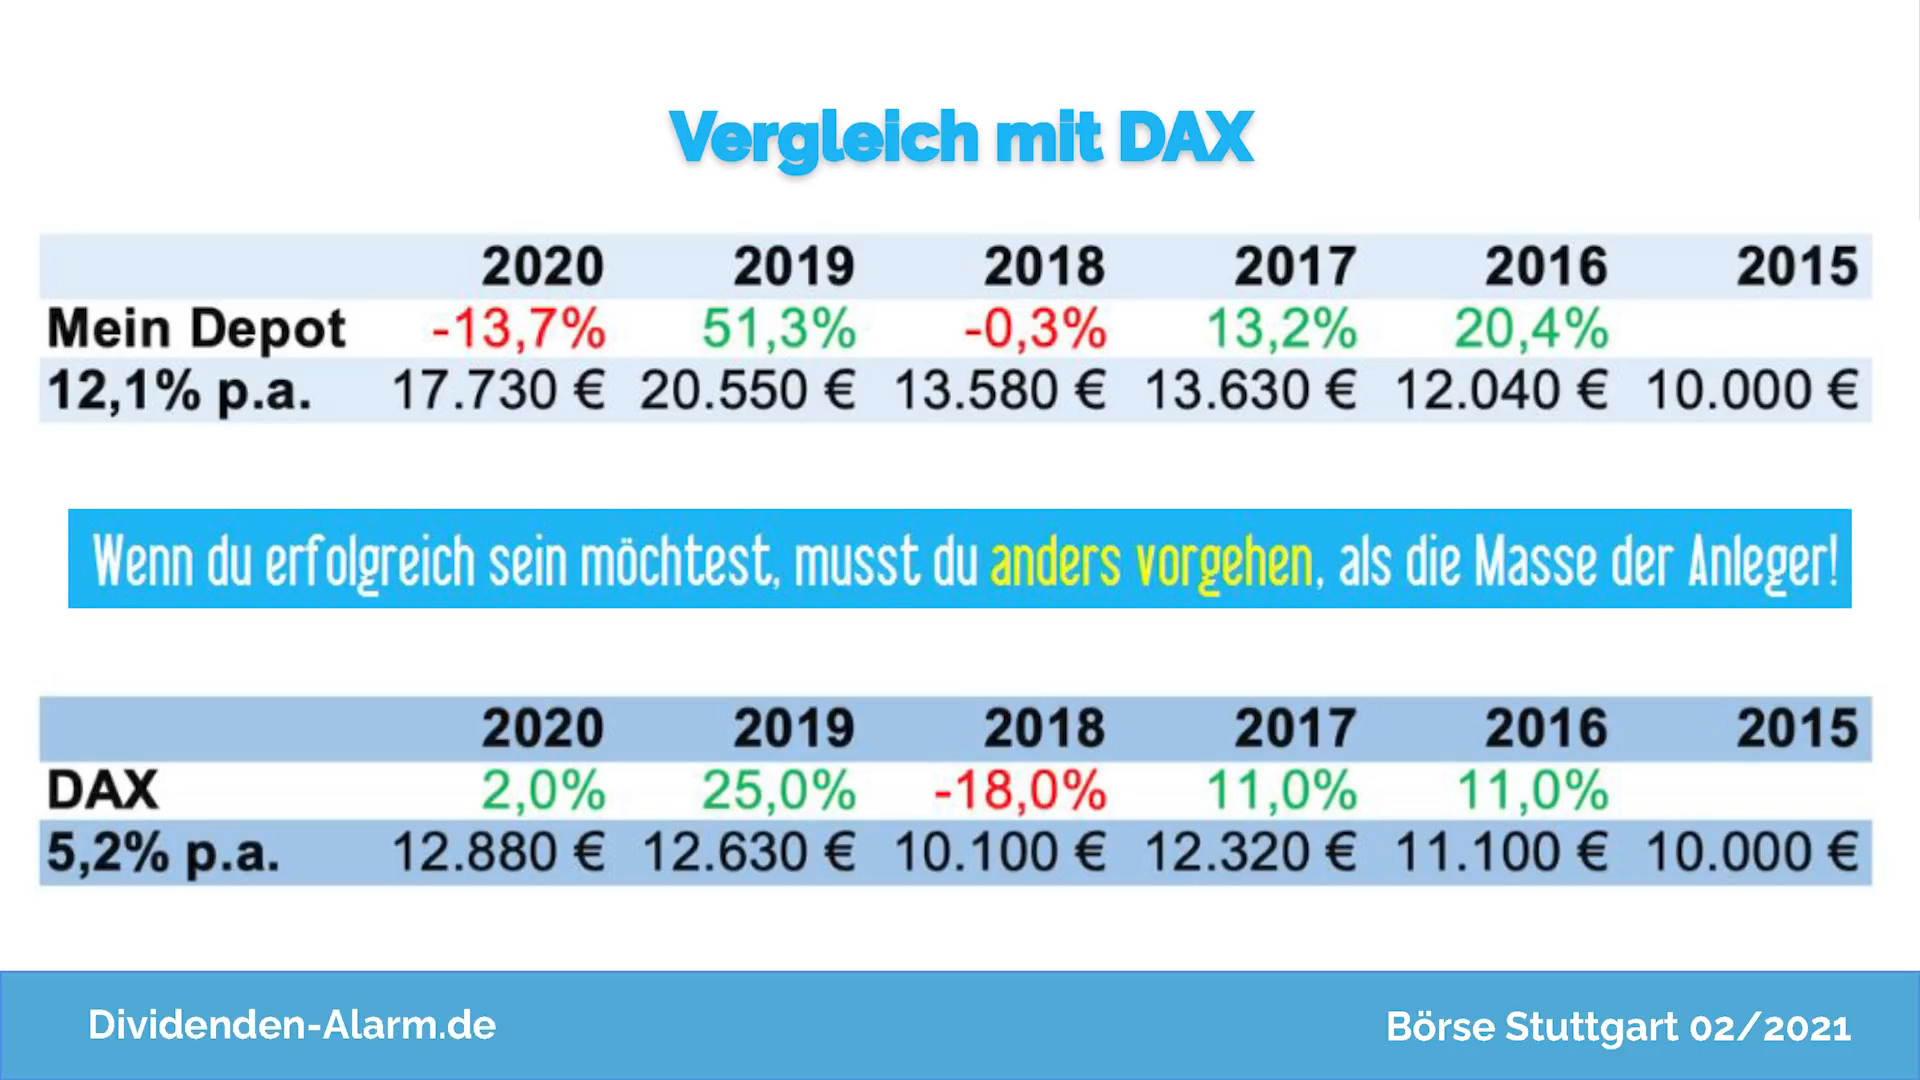 Vergleich mit DAX
2020 2019 2018 2017 2016 2015
Mein Depot -13,7% 51,3% -0,3% 13,2% 20,4%
12,1% p.a. 17.730 € 20.550 € 13.580 € 13.630 € 12.040 € 10.000 €
Wenn du erfolgreich sein möchtest, musst du anders vorgehen, als die Masse der Anleger!
2020 2019 2018 2017 2016 2015
DAX 2,0% 25,0% -18,0% 11,0% 11,0%
5,2% p.a. 12.880 € 12.630 € 10.100 € 12.320 € 11.100 € 10.000 €
Dividenden-Alarm.de
Börse Stuttgart 02/2021